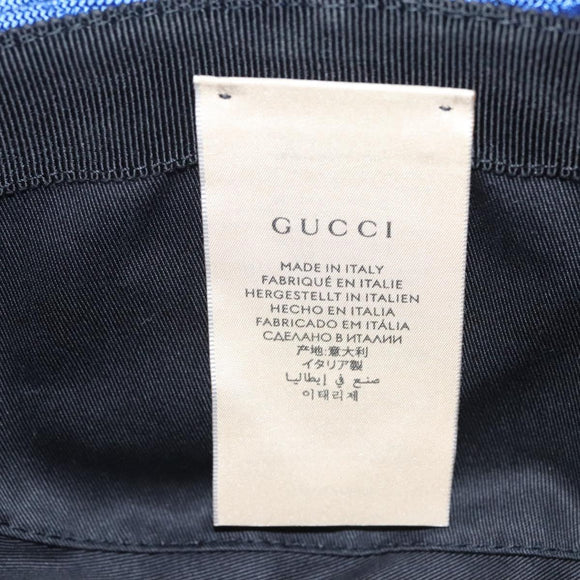 GUCCI
MADE IN ITALY
FABRIQUÉ EN ITALIE
HERGESTELLT IN ITALIEN
HECHO EN ITALIA
FABRICADO EM ITÁLIA
СДЕЛАНО В ИТАЛИИ
产地:意大利
イタリア製
صنع في إيطاليا
이태리제